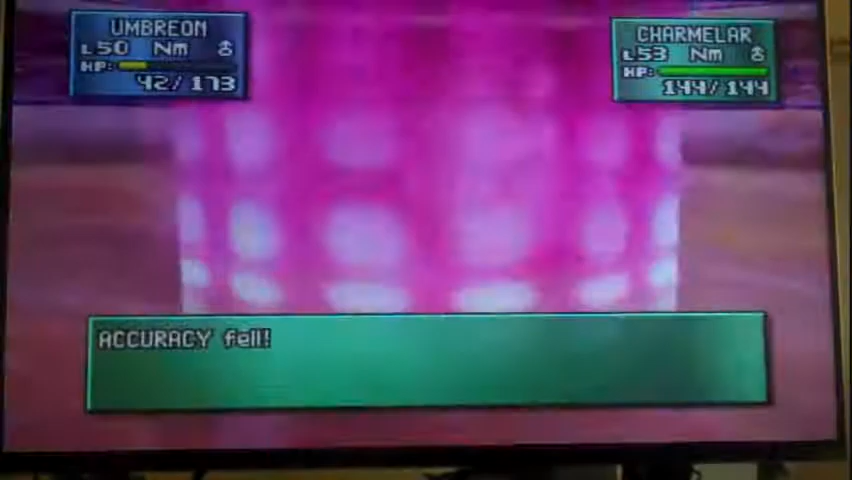 UMBREON
L50 Nm ♂
HP:
42/173
CHARMELAR
L53 Nm ♂
HP:
144/144
ACCURACY fell!